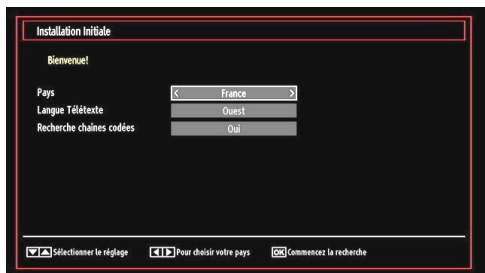 Installation Initiale
Bienvenue!
Pays < France >
Langue Télétexte Ouest
Recherche chaines codées Oui
Sélectionner le réglage Pour choisir votre pays OK Commencez la recherche